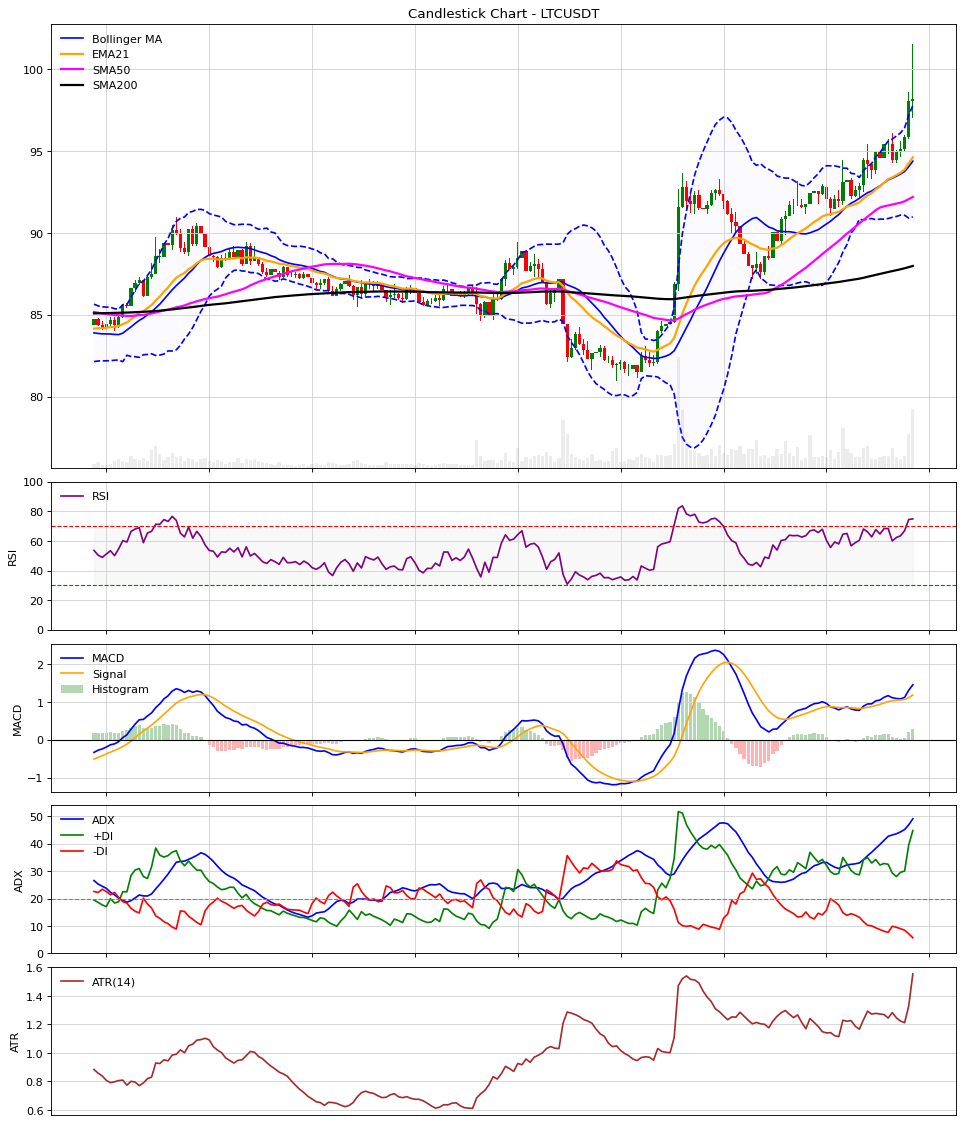 Candlestick Chart - LTCUSDT
Bollinger MA
EMA21
SMA50
SMA200
100
95
90
85
80
RSI
100
80
60
40
20
0
RSI
MACD
Signal
Histogram
2
1
0
−1
MACD
ADX
+DI
-DI
50
40
30
20
10
0
ADX
ATR(14)
1.6
1.4
1.2
1.0
0.8
0.6
ATR